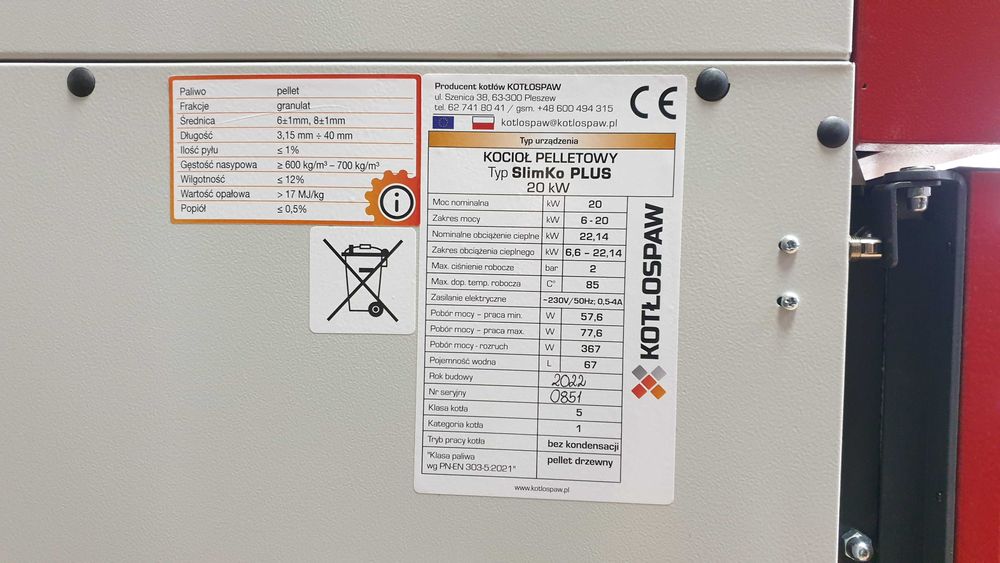 Paliwo pellet
Frakcje granulat
Średnica 6±1mm, 8±1mm
Długość 3,15 mm ÷ 40 mm
Ilość pyłu ≤ 1%
Gęstość nasypowa ≥ 600 kg/m³ – 700 kg/m³
Wilgotność ≤ 12%
Wartość opałowa > 17 MJ/kg
Popiół ≤ 0,5%
i
Producent kotłów KOTŁOSPAW
ul. Szenica 38, 63-300 Pleszew
tel. 62 741 80 41 / gsm. +48 600 494 315
kotlospaw@kotlospaw.pl
CE
Typ urządzenia
KOCIOŁ PELLETOWY
Typ SlimKo PLUS
20 kW
Moc nominalna kW 20
Zakres mocy kW 6 - 20
Nominalne obciążenie cieplne kW 22,14
Zakres obciążenia cieplnego kW 6,6 – 22,14
Max. ciśnienie robocze bar 2
Max. dop. temp. robocza C° 85
Zasilanie elektryczne ~230V/50Hz; 0,5-4A
Pobór mocy – praca min. W 57,6
Pobór mocy – praca max. W 77,6
Pobór mocy - rozruch W 367
Pojemność wodna L 67
Rok budowy 2022
Nr seryjny 0851
Klasa kotła 5
Kategoria kotła 1
Tryb pracy kotła bez kondensacji
"Klasa paliwa
wg PN-EN 303-5:2021" pellet drzewny
www.kotlospaw.pl
KOTŁOSPAW